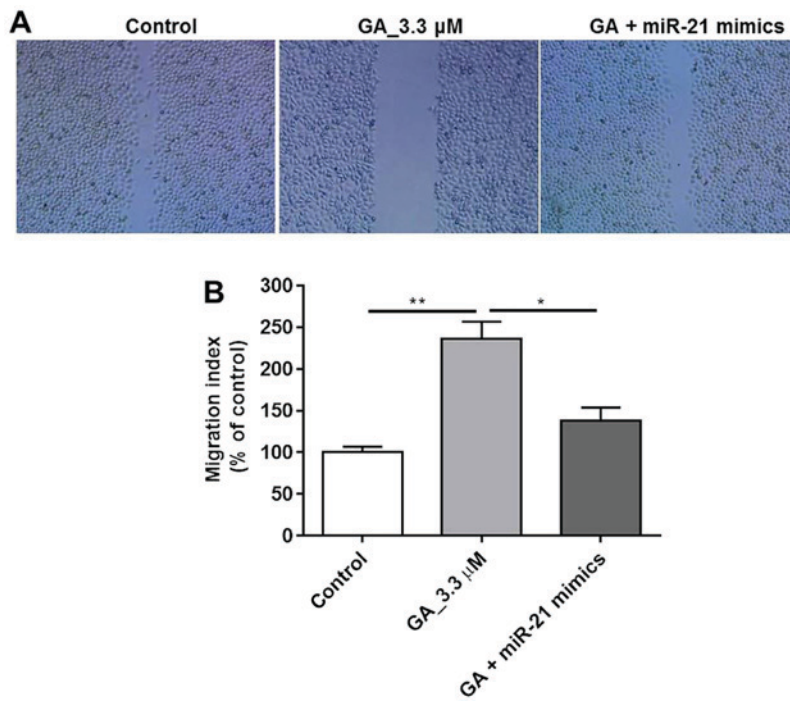 A
Control
GA_3.3 µM
GA + miR-21 mimics
B
Migration index
(% of control)
300
250
200
150
100
50
0
**
*
Control
GA_3.3 µM
GA + miR-21 mimics